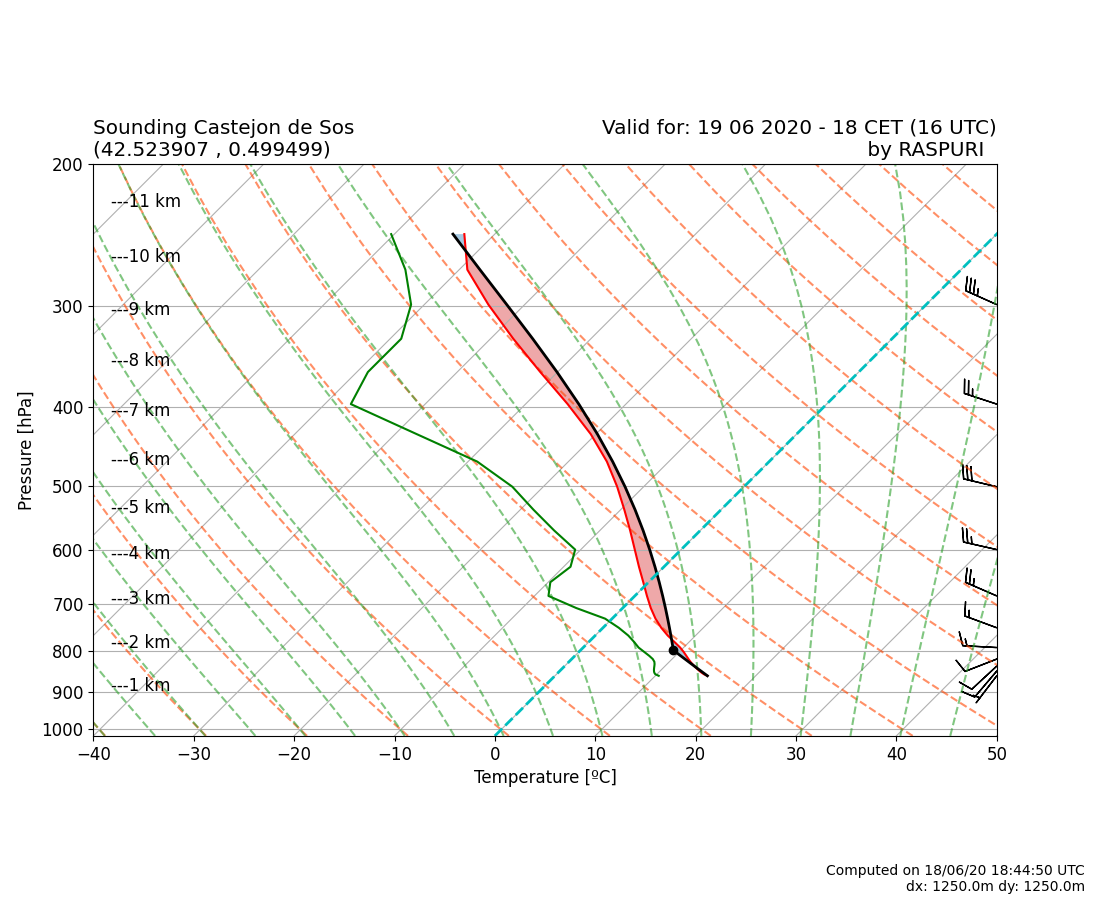 Sounding Castejon de Sos
(42.523907 , 0.499499)
Valid for: 19 06 2020 - 18 CET (16 UTC)
by RASPURI
200
300
400
500
600
700
800
900
1000
Pressure [hPa]
---11 km
---10 km
---9 km
---8 km
---7 km
---6 km
---5 km
---4 km
---3 km
---2 km
---1 km
−40 −30 −20 −10 0 10 20 30 40 50
Temperature [ºC]
Computed on 18/06/20 18:44:50 UTC
dx: 1250.0m dy: 1250.0m